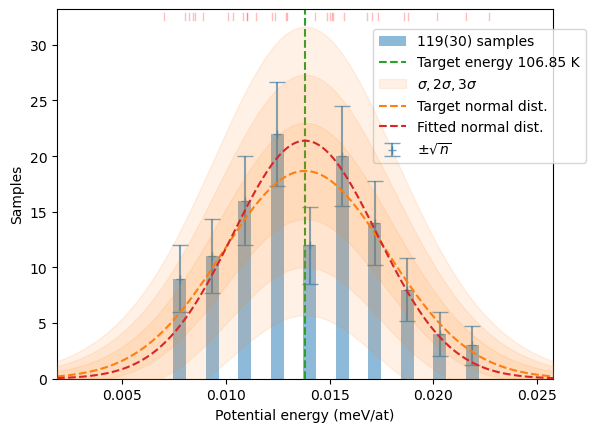 119(30) samples
Target energy 106.85 K
σ, 2σ, 3σ
Target normal dist.
Fitted normal dist.
±√n
Samples
30
25
20
15
10
5
0
0.005 0.010 0.015 0.020 0.025
Potential energy (meV/at)